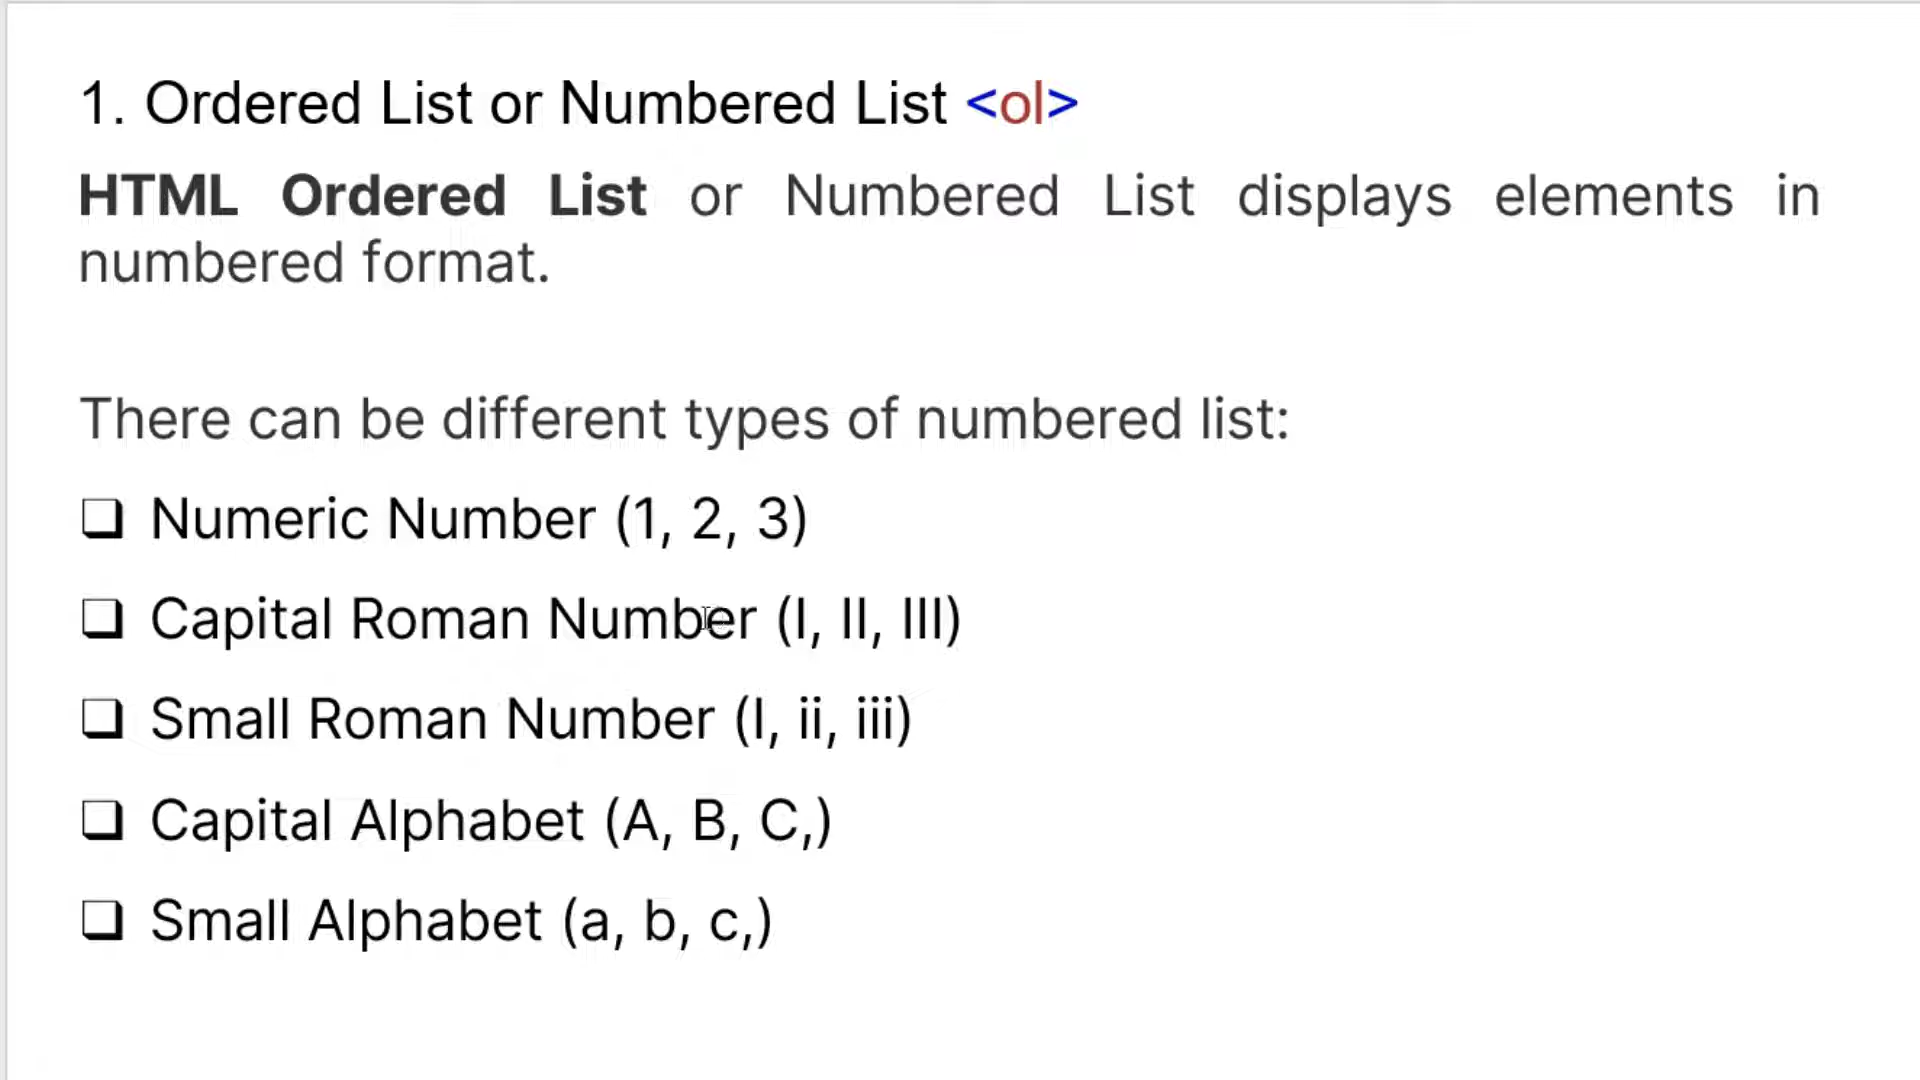 1. Ordered List or Numbered List <ol>
HTML Ordered List or Numbered List displays elements in
numbered format.
There can be different types of numbered list:
❑ Numeric Number (1, 2, 3)
❑ Capital Roman Number (I, II, III)
❑ Small Roman Number (I, ii, iii)
❑ Capital Alphabet (A, B, C,)
❑ Small Alphabet (a, b, c,)